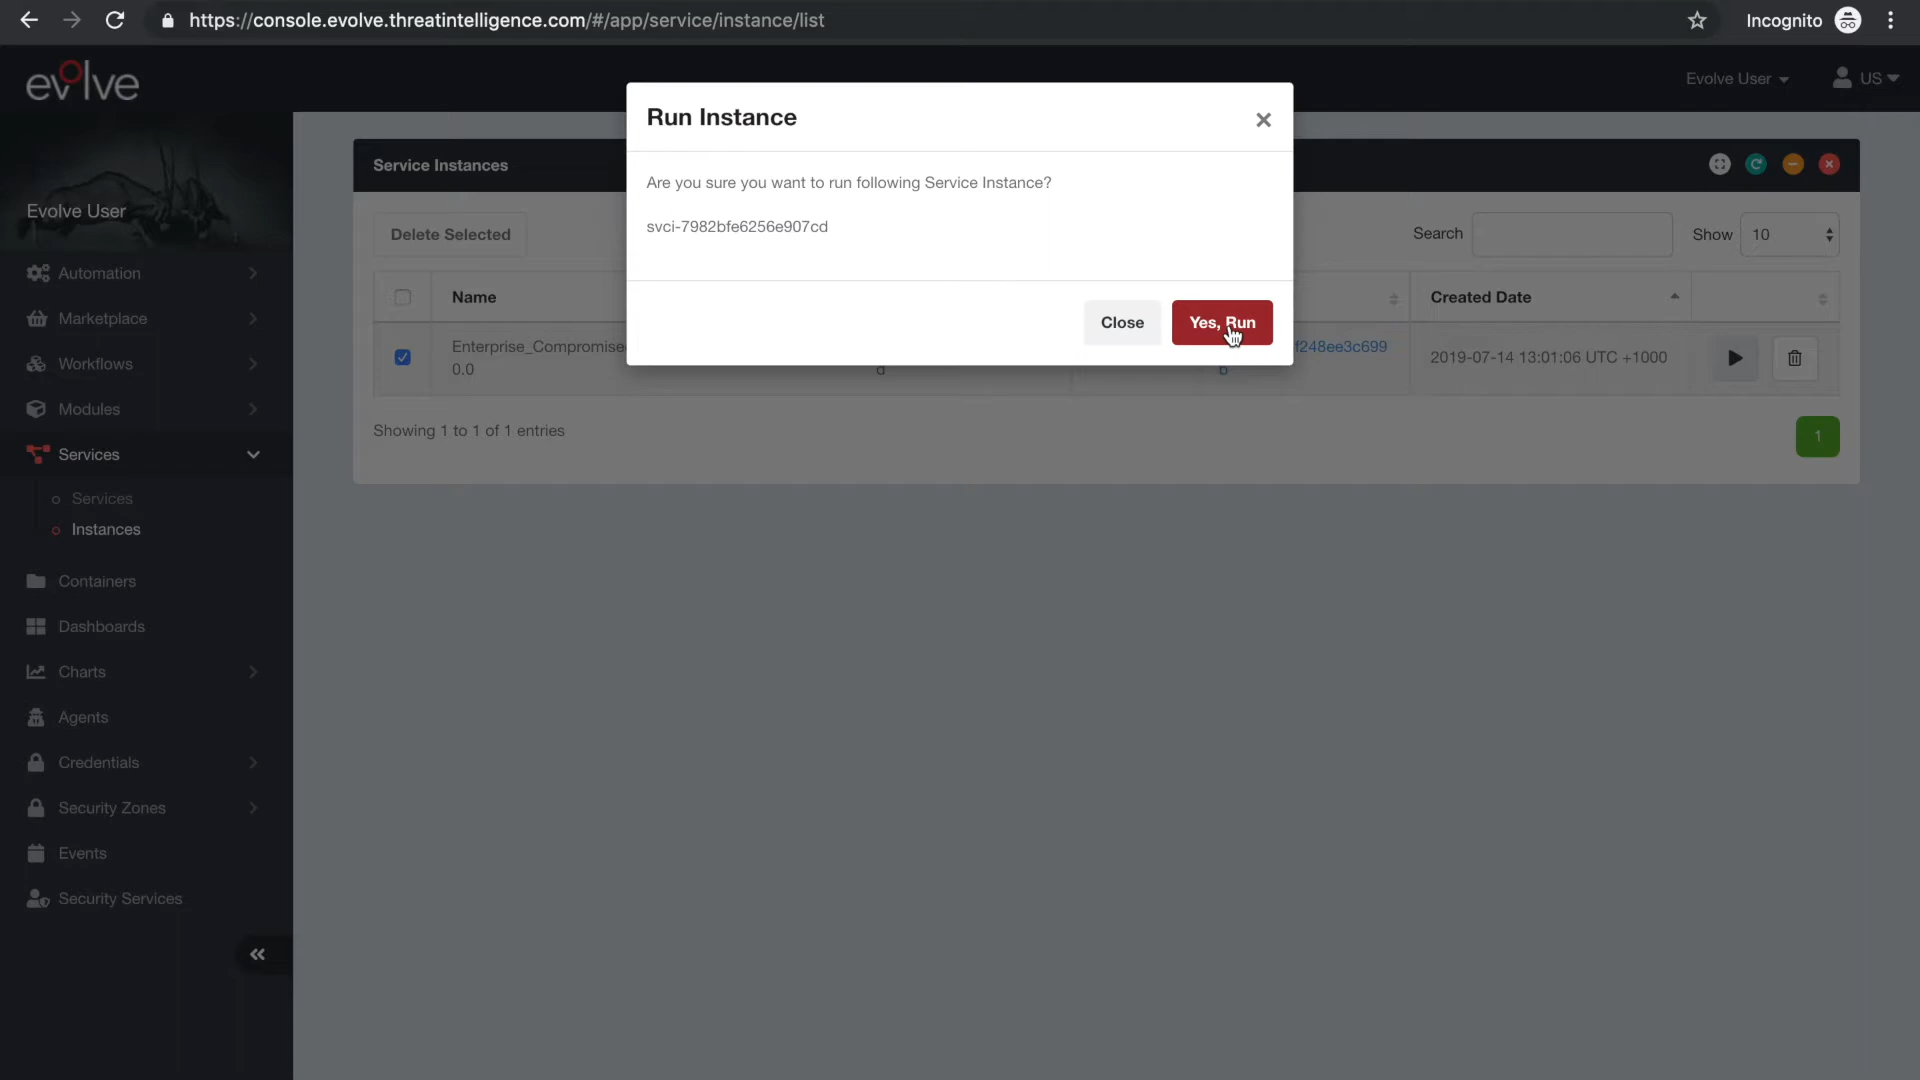 https://console.evolve.threatintelligence.com/#/app/service/instance/list
Incognito
evolve
Evolve User
US
Evolve User
Automation
Marketplace
Workflows
Modules
Services
Services
Instances
Containers
Dashboards
Charts
Agents
Credentials
Security Zones
Events
Security Services
Service Instances
Delete Selected
Search
Show 10
Name
Created Date
Enterprise_Compromise
0.0
d
f248ee3c699
b
2019-07-14 13:01:06 UTC +1000
Showing 1 to 1 of 1 entries
1
Run Instance
Are you sure you want to run following Service Instance?
svci-7982bfe6256e907cd
Close
Yes, Run